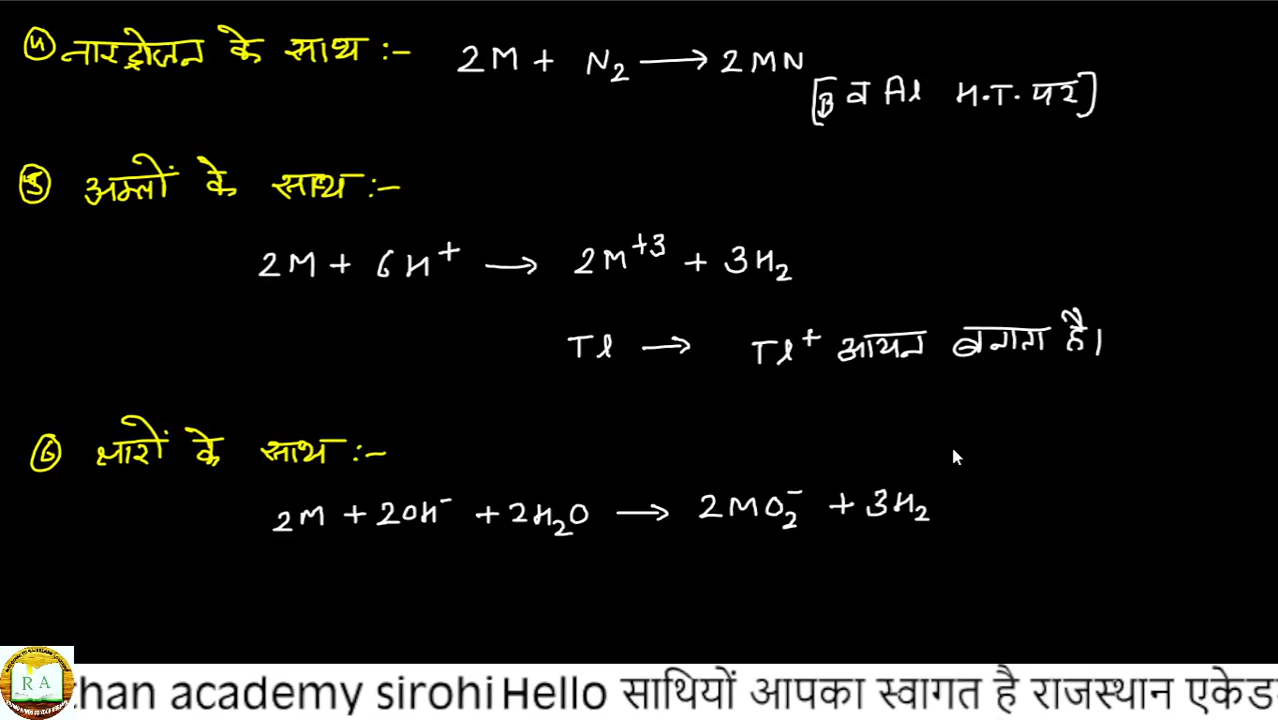 ④ नाइट्रोजन के साथ :- 2M + N₂ ⟶ 2MN
[B व Al H.T. पर]
⑤ अम्लों के साथ :-
2M + 6H⁺ ⟶ 2M⁺³ + 3H₂
Tl ⟶ Tl⁺ आयन बनाता है।
⑥ क्षारों के साथ :-
2M + 2OH⁻ + 2H₂O ⟶ 2MO₂⁻ + 3H₂
RA
than academy sirohi Hello साथियों आपका स्वागत है राजस्थान एकेड